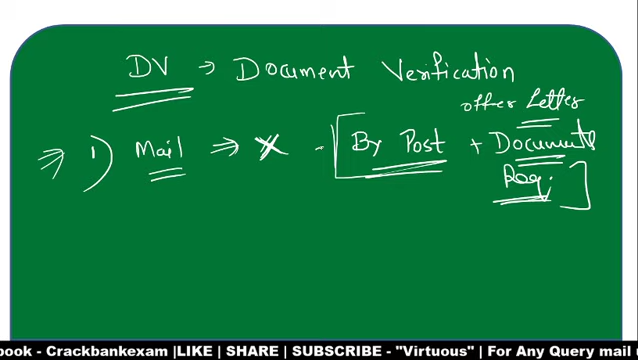 DV → Document Verification
offer Letter
⇒ 1) Mail ⇒ X - [By Post + Documents
Req:]
book - Crackbankexam |LIKE | SHARE | SUBSCRIBE - "Virtuous" | For Any Query mail